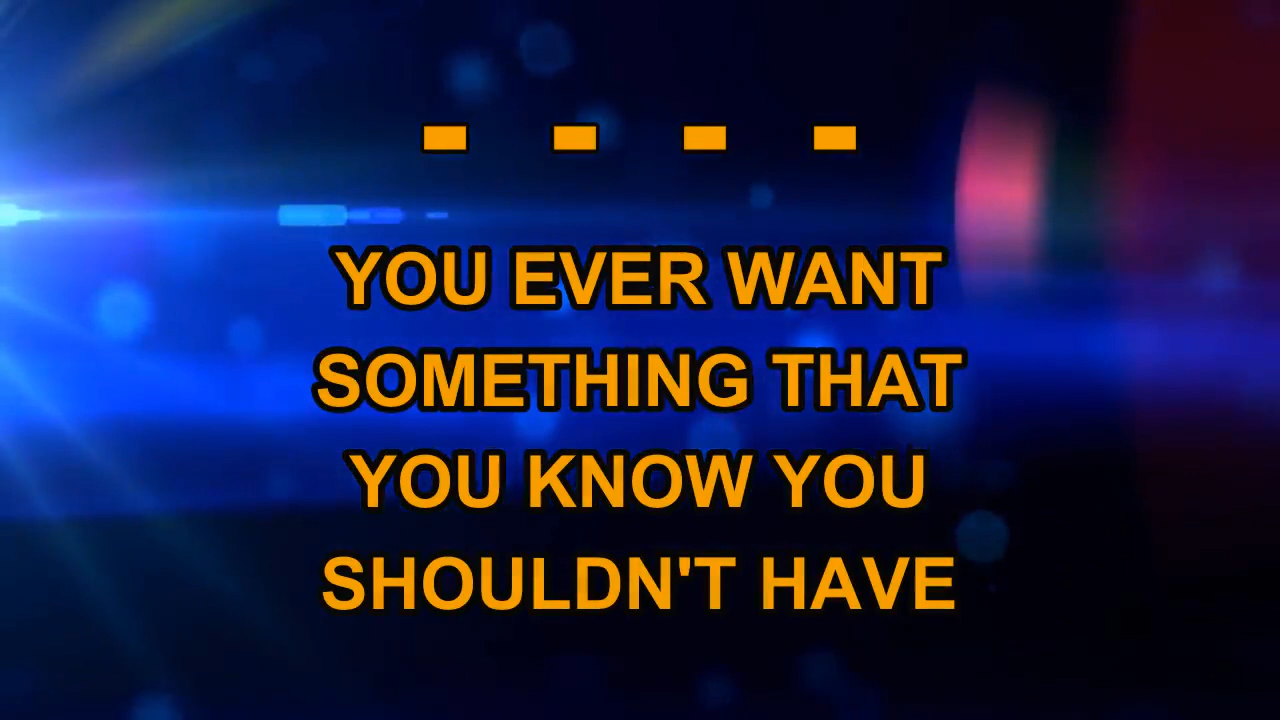 - - - -
YOU EVER WANT
SOMETHING THAT
YOU KNOW YOU
SHOULDN'T HAVE